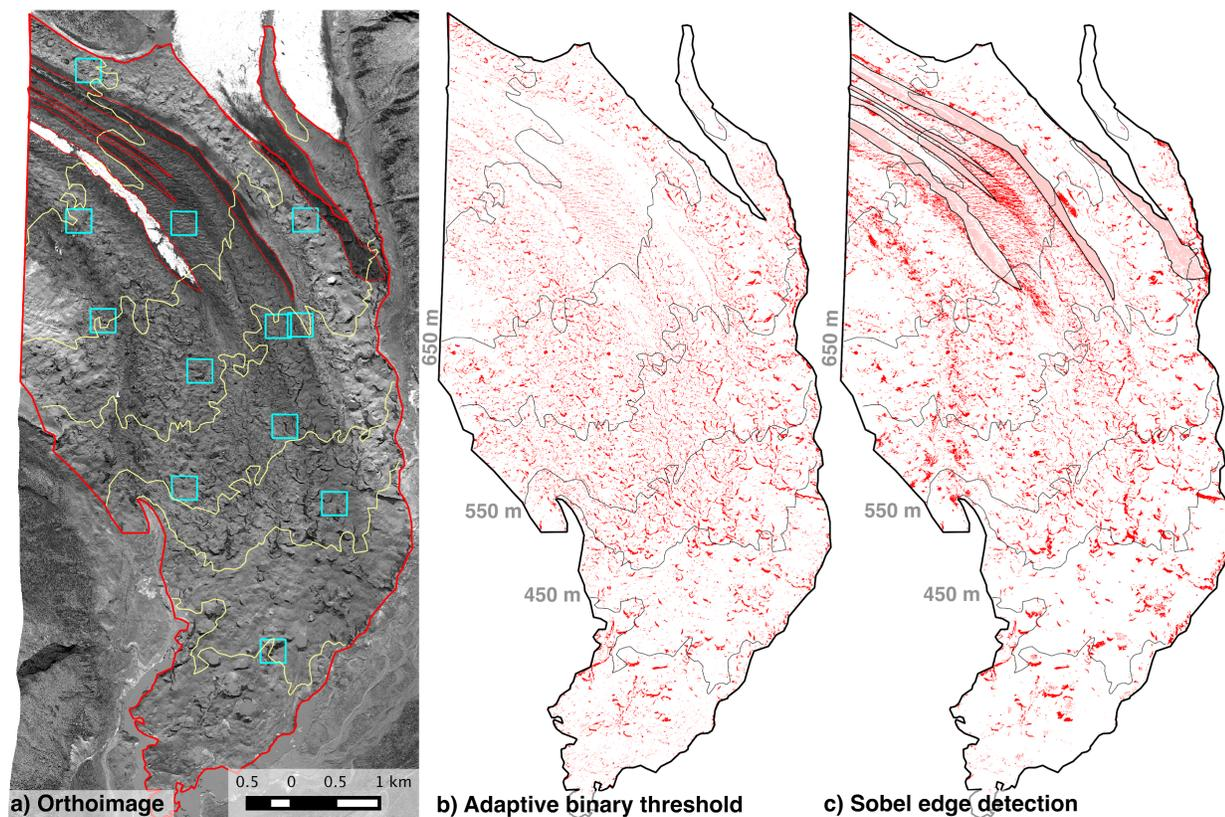 650 m
650 m
550 m
550 m
450 m
450 m
0.5 0 0.5 1 km
a) Orthoimage
b) Adaptive binary threshold
c) Sobel edge detection